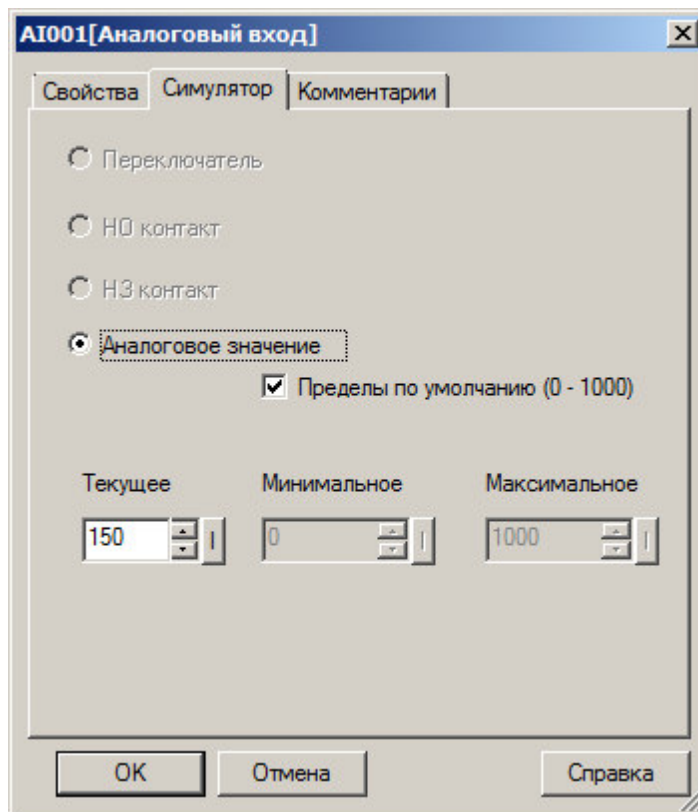 AI001[Аналоговый вход]
Свойства Симулятор Комментарии
Переключатель
НО контакт
НЗ контакт
Аналоговое значение
Пределы по умолчанию (0 - 1000)
Текущее Минимальное Максимальное
150 0 1000
OK Отмена Справка